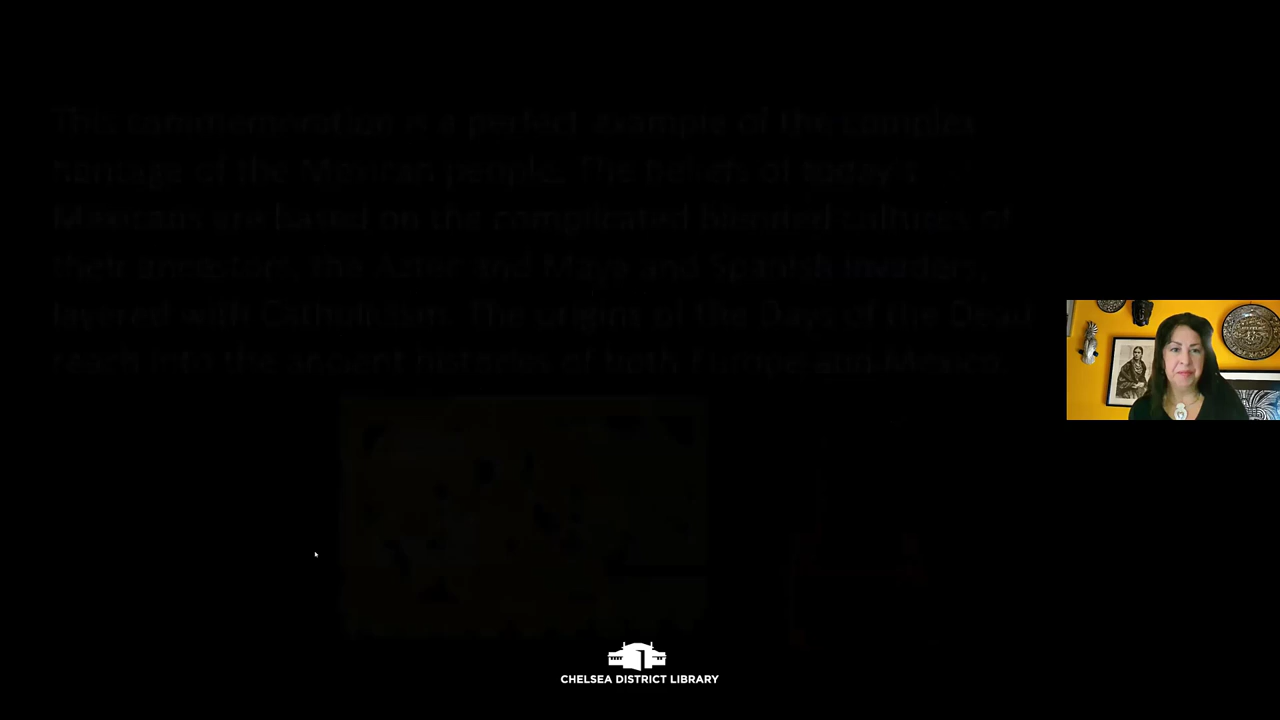 This commemoration is a perfect example of the complex
heritage of the Mexican people. The beliefs of today's
Mexicans are based on the complicated blended cultures of
their ancestors, the Aztec and Maya and Spanish invaders,
layered with Catholicism. The origins of the Days of the Dead
reach into the ancient histories of both Europe and Mexico.
CHELSEA DISTRICT LIBRARY